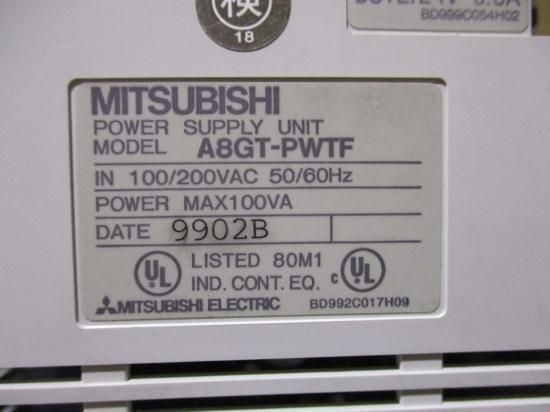 検
18
BD999C054H02
MITSUBISHI
POWER SUPPLY UNIT
MODEL A8GT-PWTF
IN 100/200VAC 50/60Hz
POWER MAX100VA
DATE 9902B
UL LISTED 80M1 c UL
IND. CONT. EQ.
MITSUBISHI ELECTRIC BD992C017H09